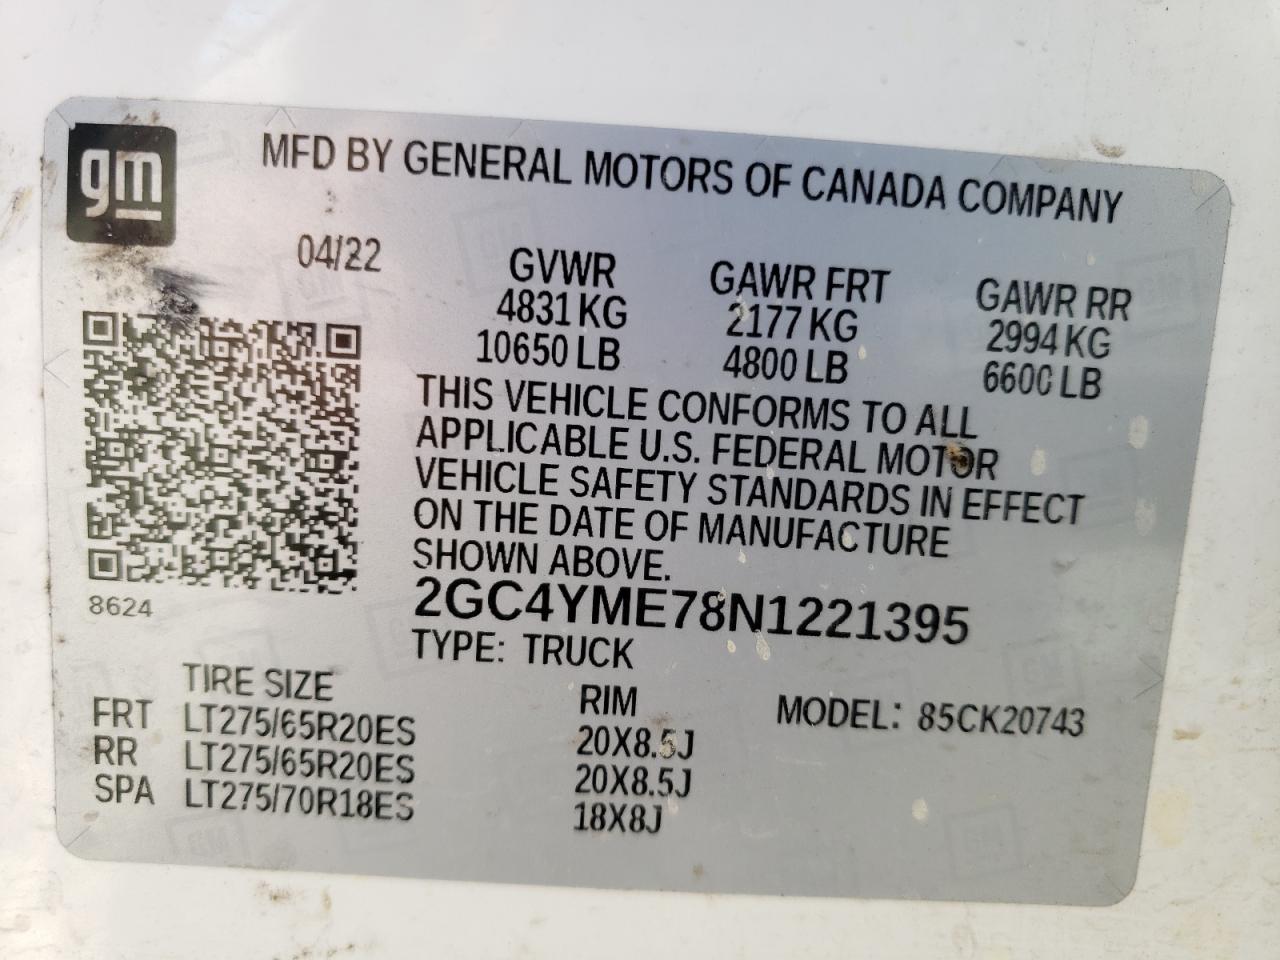 gm
MFD BY GENERAL MOTORS OF CANADA COMPANY
04/22
GVWR GAWR FRT GAWR RR
4831 KG 2177 KG 2994 KG
10650 LB 4800 LB 6600 LB
THIS VEHICLE CONFORMS TO ALL
APPLICABLE U.S. FEDERAL MOTOR
VEHICLE SAFETY STANDARDS IN EFFECT
ON THE DATE OF MANUFACTURE
SHOWN ABOVE.
8624
2GC4YME78N1221395
TYPE: TRUCK
TIRE SIZE RIM MODEL: 85CK20743
FRT LT275/65R20ES 20X8.5J
RR LT275/65R20ES 20X8.5J
SPA LT275/70R18ES 18X8J